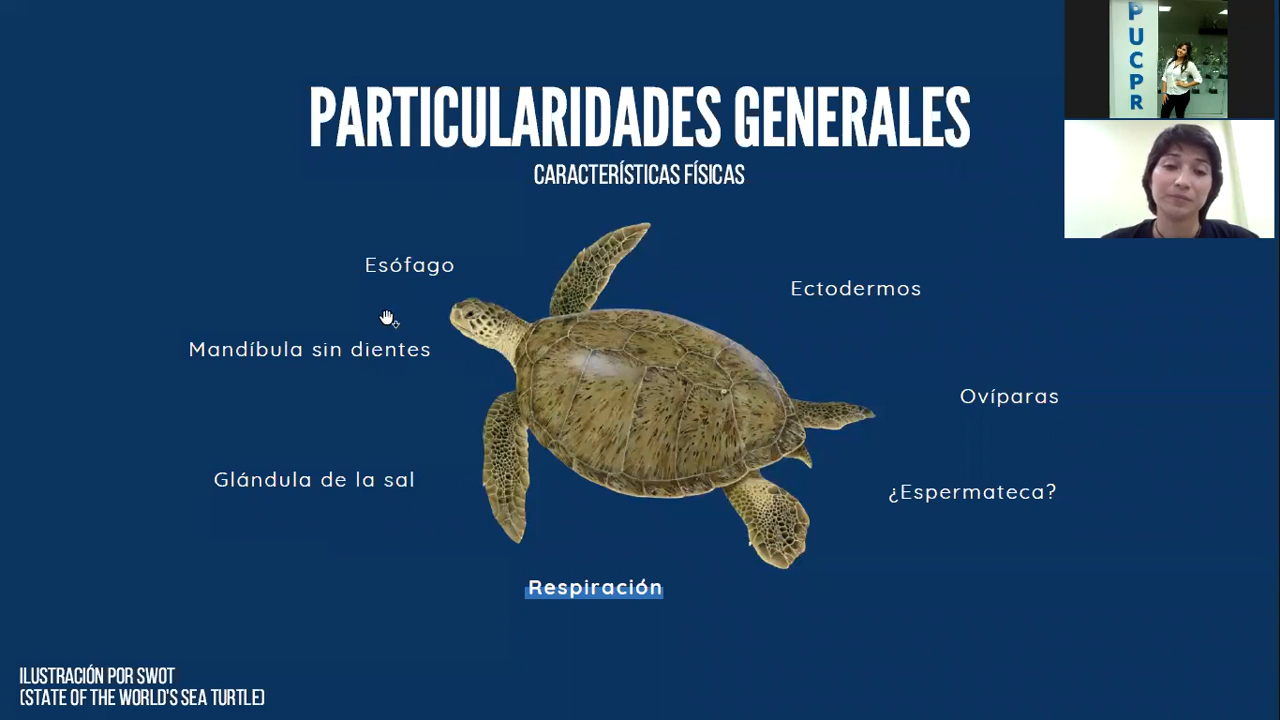 PARTICULARIDADES GENERALES
CARACTERÍSTICAS FÍSICAS
Esófago
Ectodermos
Mandíbula sin dientes
Ovíparas
Glándula de la sal
¿Espermateca?
Respiración
ILUSTRACIÓN POR SWOT
(STATE OF THE WORLD'S SEA TURTLE)
PUCPR